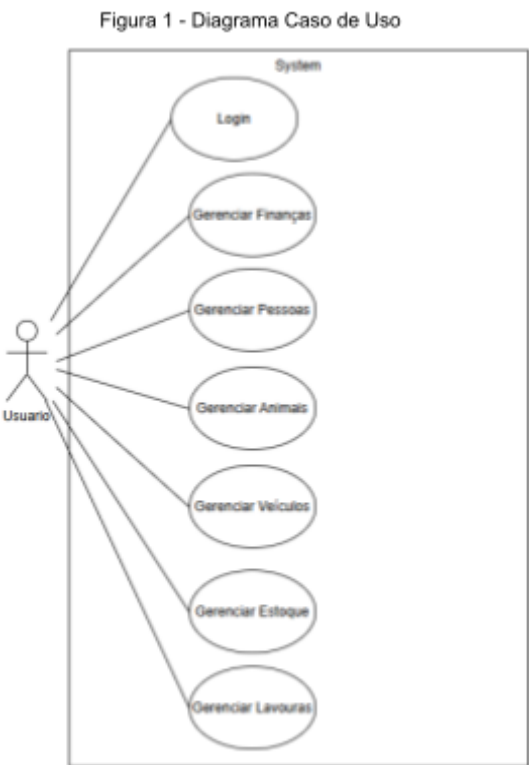 Figura 1 - Diagrama Caso de Uso
System
Login
Gerenciar Finanças
Gerenciar Pessoas
Gerenciar Animais
Usuario
Gerenciar Veículos
Gerenciar Estoque
Gerenciar Lavouras